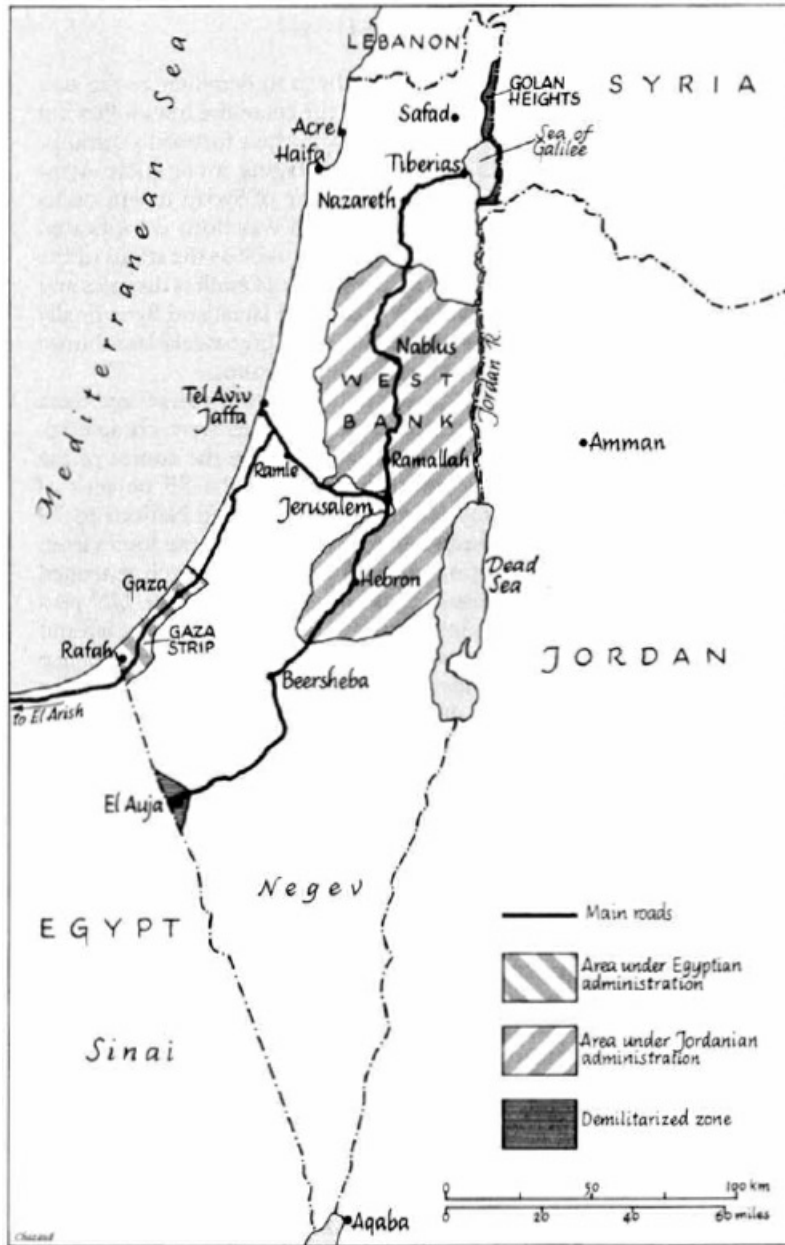 LEBANON
SYRIA
GOLAN
HEIGHTS
Safad
Sea of
Galilee
Acre
Haifa
Tiberias
Nazareth
Mediterranean Sea
Nablus
WEST
BANK
Jordan R.
Tel Aviv
Jaffa
Amman
Ramle
Ramallah
Jerusalem
Dead
Sea
Hebron
Gaza
GAZA
STRIP
Rafah
JORDAN
Beersheba
to El Arish
El Auja
Negev
EGYPT
Sinai
Main roads
Area under Egyptian
administration
Area under Jordanian
administration
Demilitarized zone
0 50 100 km
0 20 40 60 miles
Aqaba